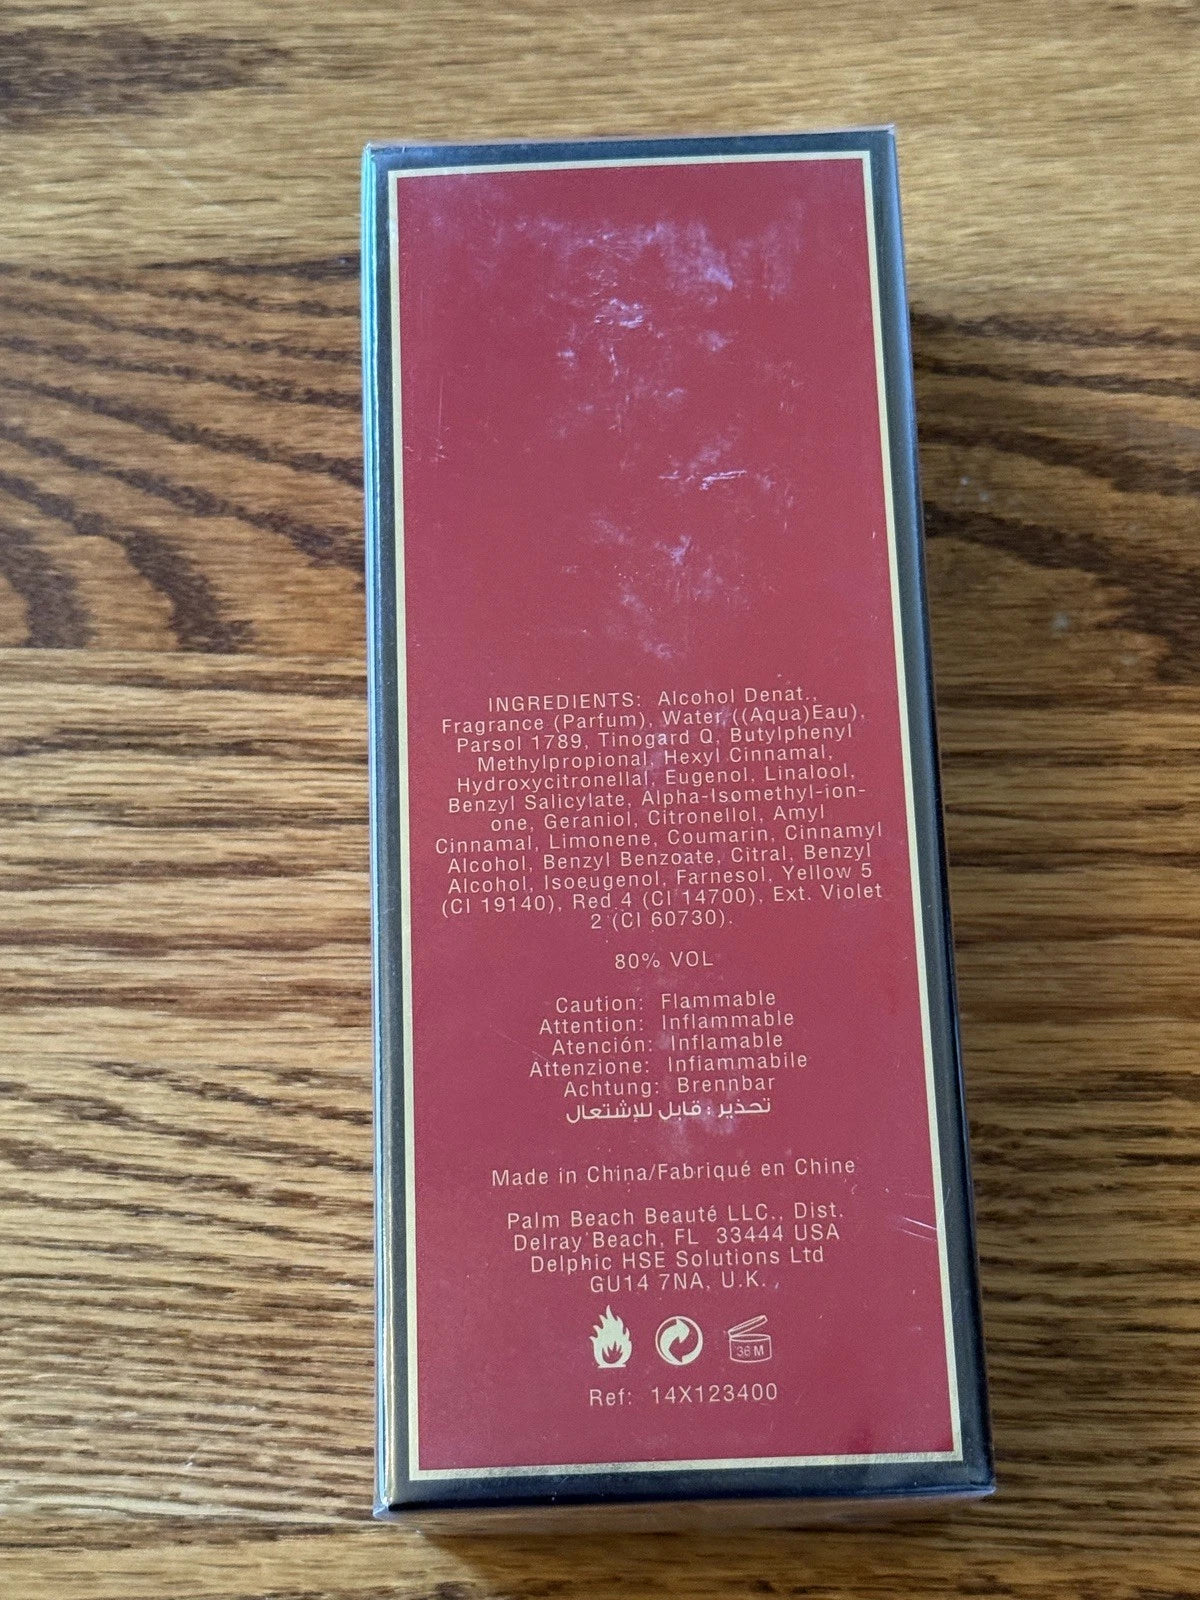 INGREDIENTS: Alcohol Denat.,
Fragrance (Parfum), Water ((Aqua)Eau),
Parsol 1789, Tinogard Q, Butylphenyl
Methylpropional, Hexyl Cinnamal,
Hydroxycitronellal, Eugenol, Linalool,
Benzyl Salicylate, Alpha-Isomethyl-ion-
one, Geraniol, Citronellol, Amyl
Cinnamal, Limonene, Coumarin, Cinnamyl
Alcohol, Benzyl Benzoate, Citral, Benzyl
Alcohol, Isoeugenol, Farnesol, Yellow 5
(CI 19140), Red 4 (CI 14700), Ext. Violet
2 (CI 60730).
80% VOL
Caution: Flammable
Attention: Inflammable
Atención: Inflamable
Attenzione: Infiammabile
Achtung: Brennbar
تحذير : قابل للإشتعال
Made in China/Fabriqué en Chine
Palm Beach Beauté LLC., Dist.
Delray Beach, FL 33444 USA
Delphic HSE Solutions Ltd
GU14 7NA, U.K.
36 M
Ref: 14X123400